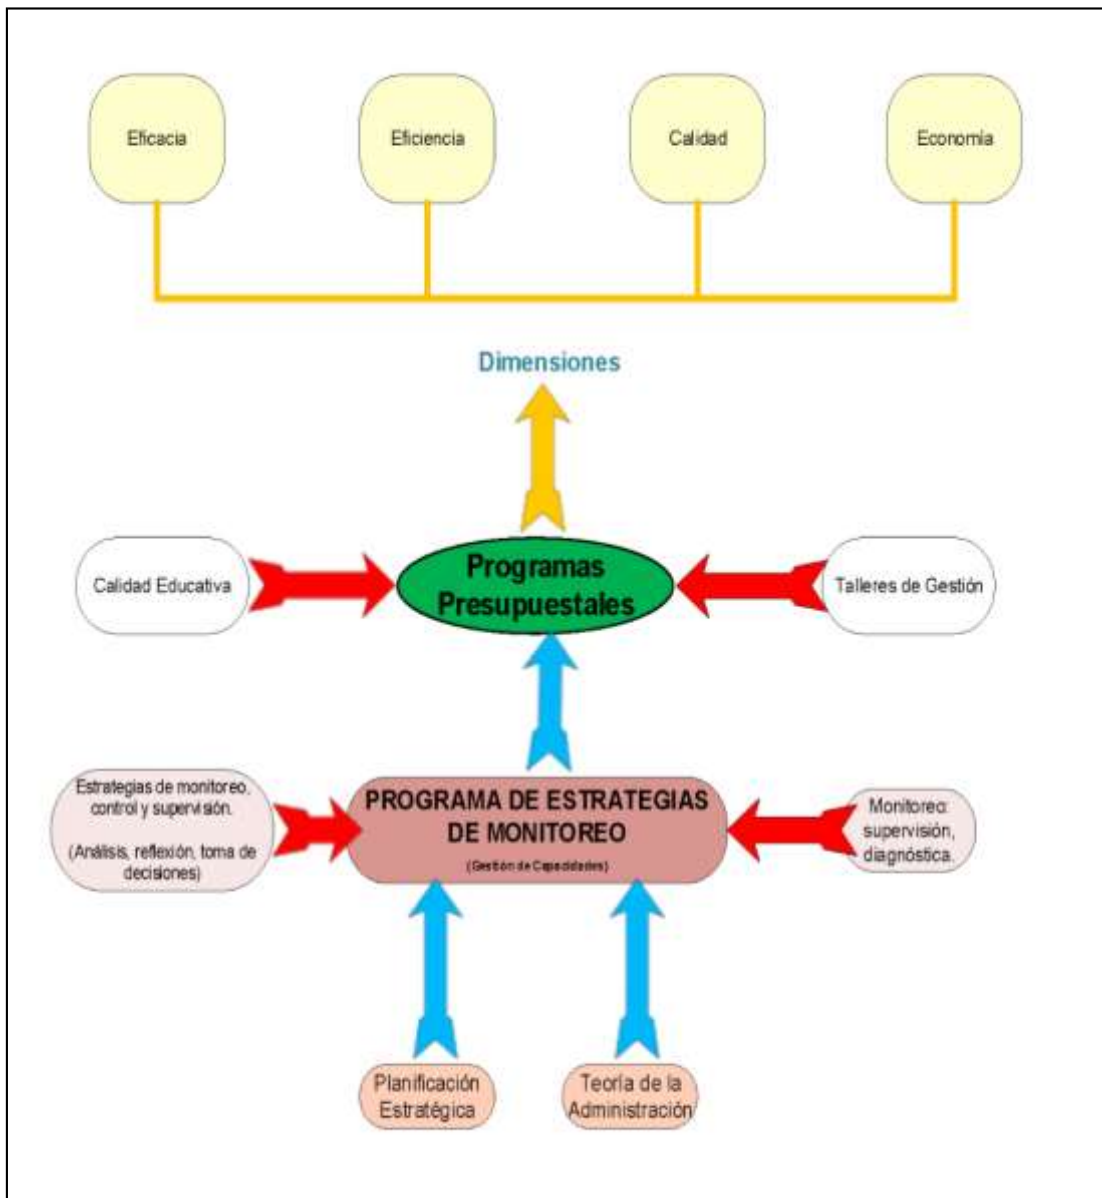 Eficacia
Eficiencia
Calidad
Economía
Dimensiones
Calidad Educativa
Programas
Presupuestales
Talleres de Gestión
Estrategias de monitoreo,
control y supervisión.
(Análisis, reflexión, toma de
decisiones)
PROGRAMA DE ESTRATEGIAS
DE MONITOREO
(Gestión de Capacidades)
Monitoreo:
supervisión,
diagnóstica.
Planificación
Estratégica
Teoría de la
Administración